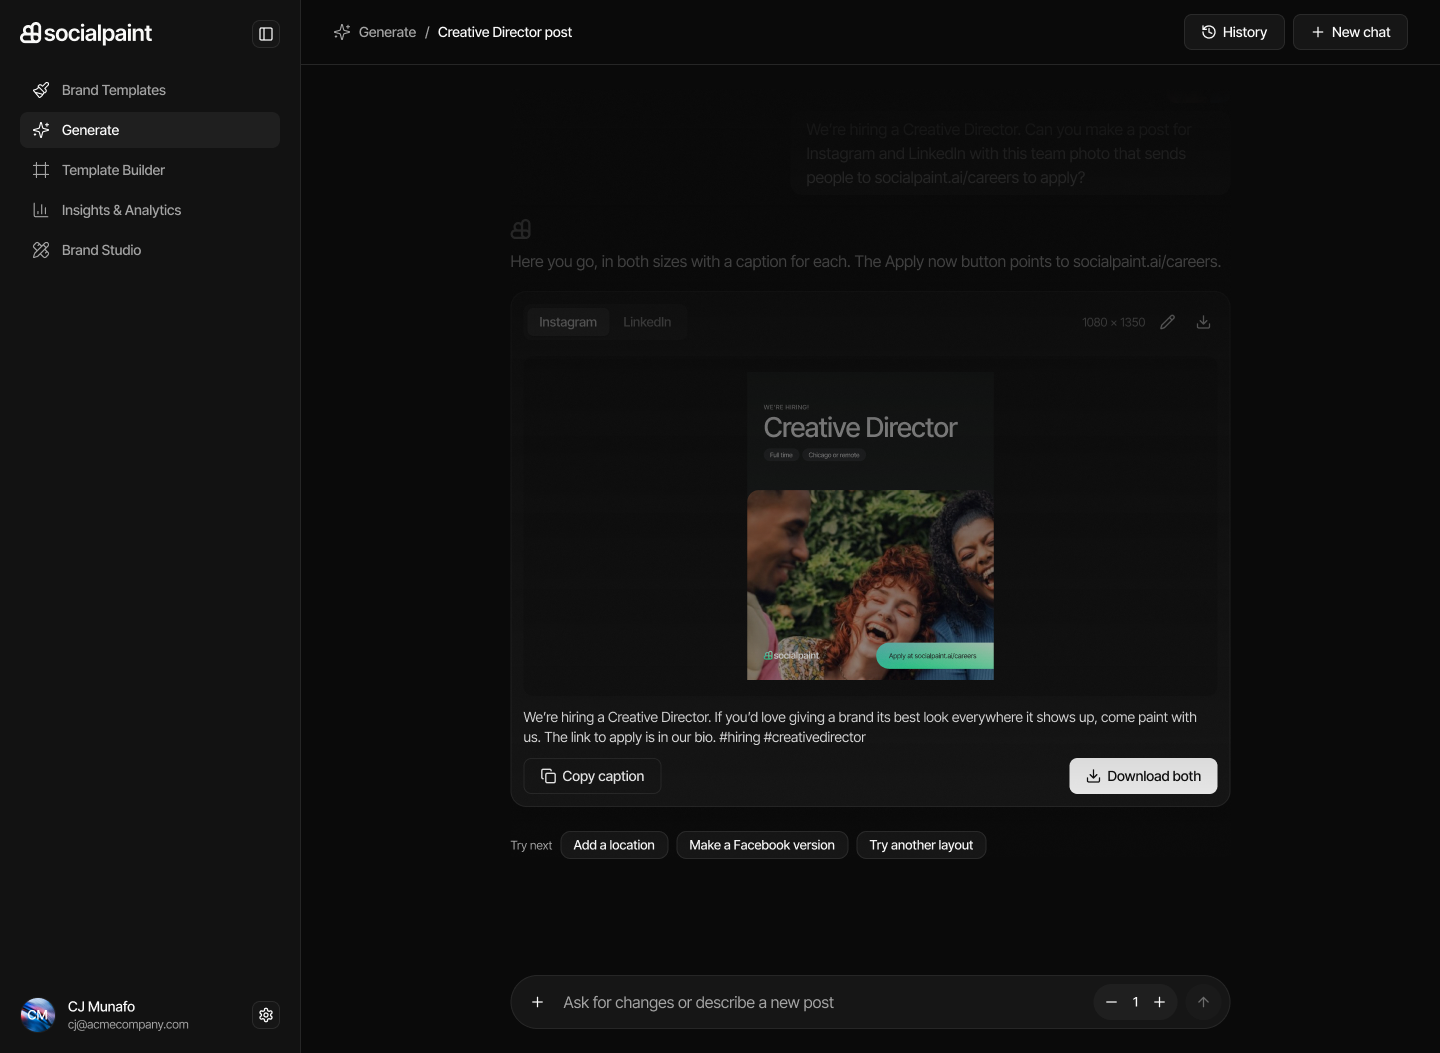 socialpaint
Generate / Creative Director post
History
New chat
Brand Templates
Generate
Template Builder
Insights & Analytics
Brand Studio
We're hiring a Creative Director. Can you make a post for
Instagram and LinkedIn with this team photo that sends
people to socialpaint.ai/careers to apply?
Here you go, in both sizes with a caption for each. The Apply now button points to socialpaint.ai/careers.
Instagram
LinkedIn
1080 × 1350
WE'RE HIRING!
Creative Director
Full time
Chicago or remote
socialpaint
Apply at socialpaint.ai/careers
We're hiring a Creative Director. If you'd love giving a brand its best look everywhere it shows up, come paint with
us. The link to apply is in our bio. #hiring #creativedirector
Copy caption
Download both
Try next
Add a location
Make a Facebook version
Try another layout
Ask for changes or describe a new post
1
CM
CJ Munafo
cj@acmecompany.com